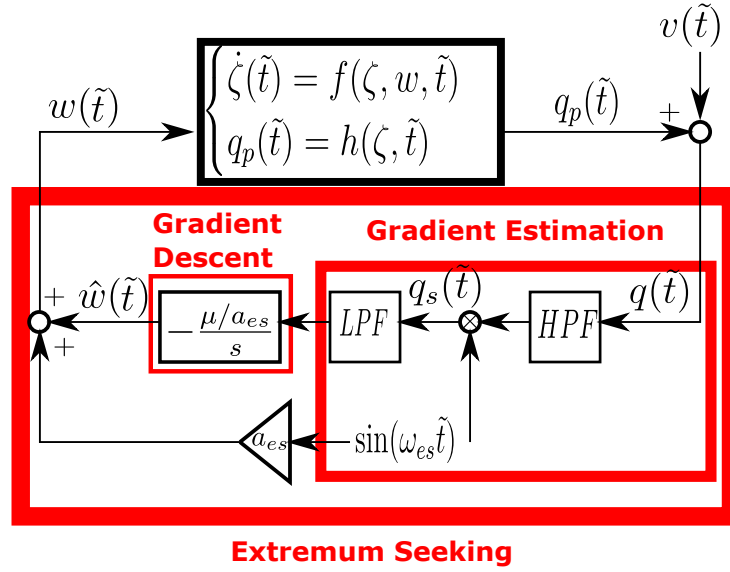 v(t̃)
w(t̃)
ζ̇(t̃) = f(ζ, w, t̃)
q_p(t̃) = h(ζ, t̃)
q_p(t̃)
+
Gradient
Descent
Gradient Estimation
+
ŵ(t̃)
− μ/a_es
s
LPF
q_s(t̃)
⊗
HPF
q(t̃)
+
a_es
sin(ω_es t̃)
Extremum Seeking